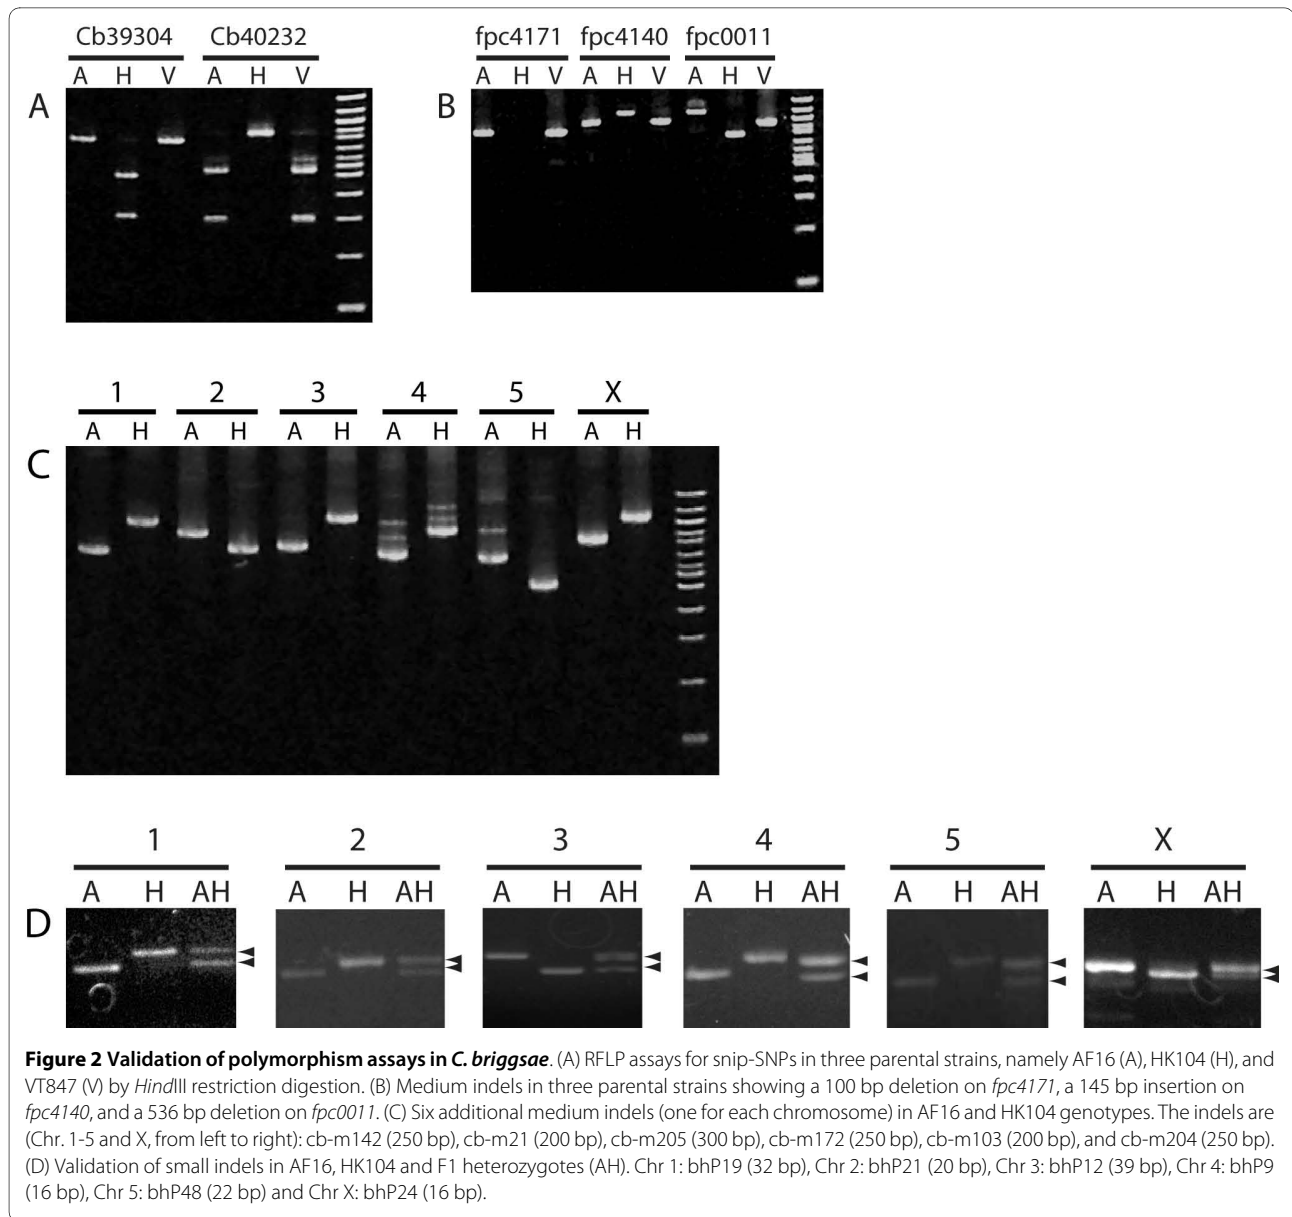 Cb39304 Cb40232
A H V A H V
A
fpc4171 fpc4140 fpc0011
A H V A H V A H V
B
1 2 3 4 5 X
A H A H A H A H A H A H
C
1 2 3 4 5 X
A H AH A H AH A H AH A H AH A H AH A H AH
D
Figure 2 Validation of polymorphism assays in C. briggsae. (A) RFLP assays for snip-SNPs in three parental strains, namely AF16 (A), HK104 (H), and
VT847 (V) by HindIII restriction digestion. (B) Medium indels in three parental strains showing a 100 bp deletion on fpc4171, a 145 bp insertion on
fpc4140, and a 536 bp deletion on fpc0011. (C) Six additional medium indels (one for each chromosome) in AF16 and HK104 genotypes. The indels are
(Chr. 1-5 and X, from left to right): cb-m142 (250 bp), cb-m21 (200 bp), cb-m205 (300 bp), cb-m172 (250 bp), cb-m103 (200 bp), and cb-m204 (250 bp).
(D) Validation of small indels in AF16, HK104 and F1 heterozygotes (AH). Chr 1: bhP19 (32 bp), Chr 2: bhP21 (20 bp), Chr 3: bhP12 (39 bp), Chr 4: bhP9
(16 bp), Chr 5: bhP48 (22 bp) and Chr X: bhP24 (16 bp).